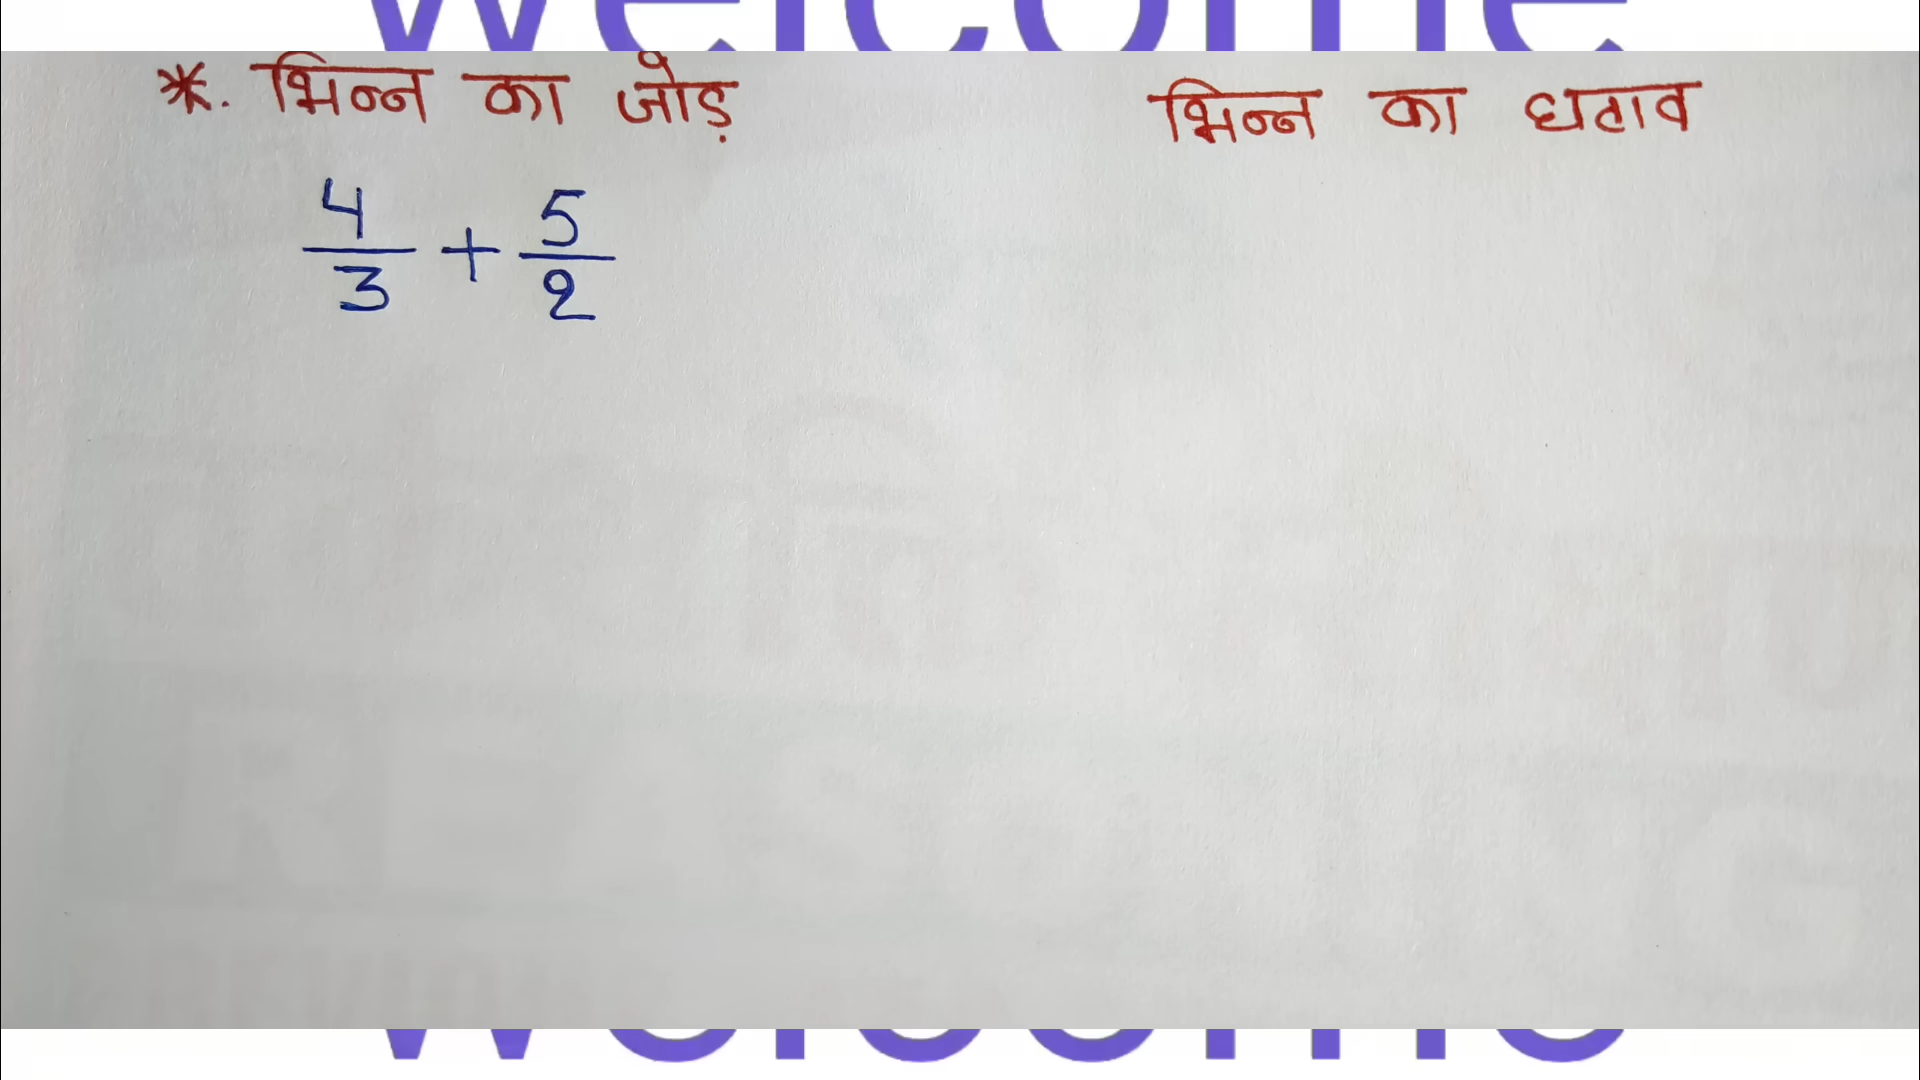 welcome
*. भिन्न का जोड़
भिन्न का घटाव
4/3 + 5/2
welcome